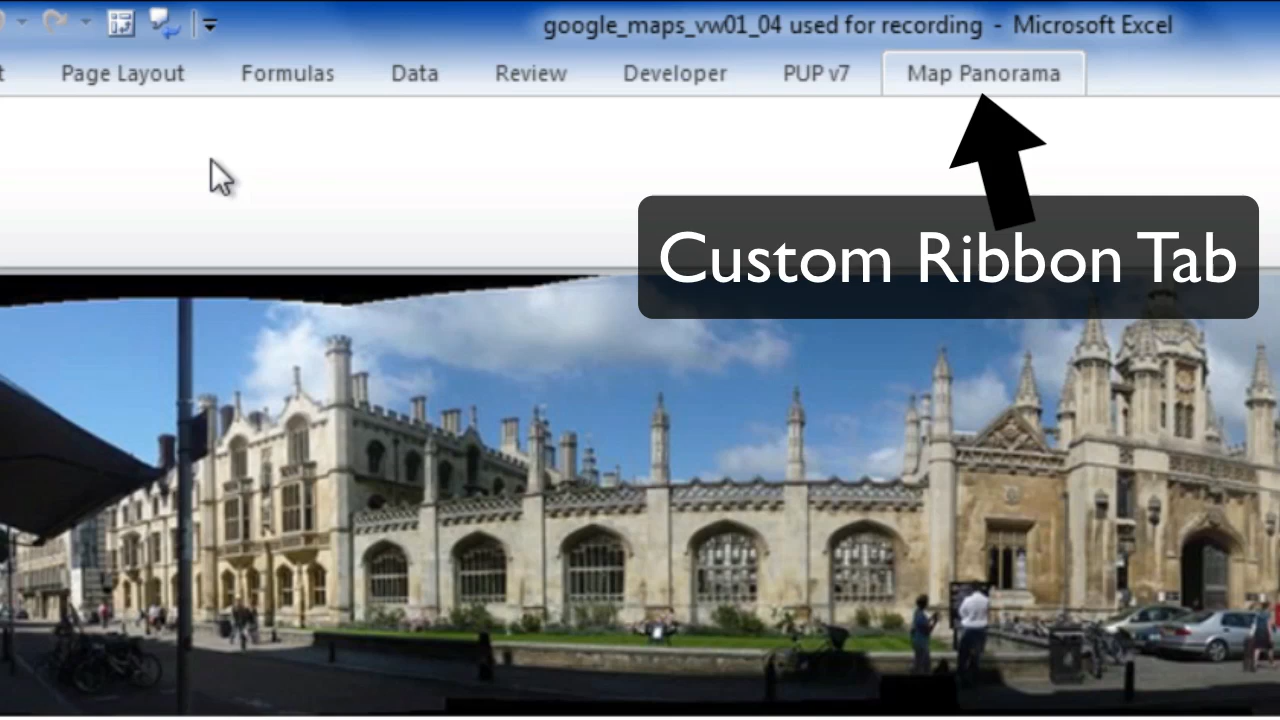 google_maps_vw01_04 used for recording - Microsoft Excel
Page Layout Formulas Data Review Developer PUP v7 Map Panorama
Custom Ribbon Tab